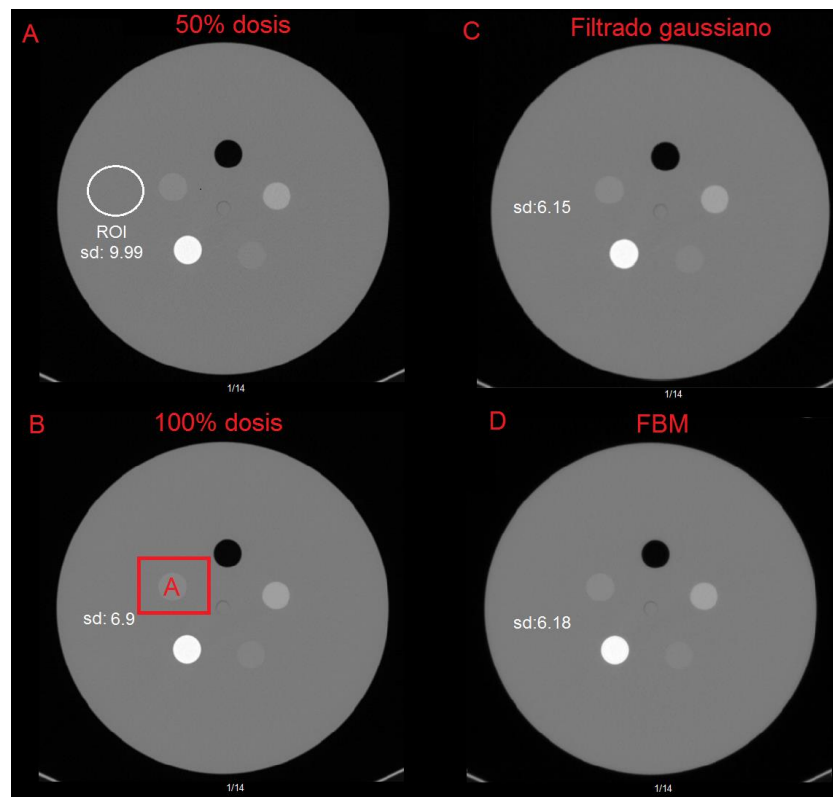 A
50% dosis
ROI
sd: 9.99
1/14
C
Filtrado gaussiano
sd:6.15
1/14
B
100% dosis
A
sd: 6.9
1/14
D
FBM
sd:6.18
1/14